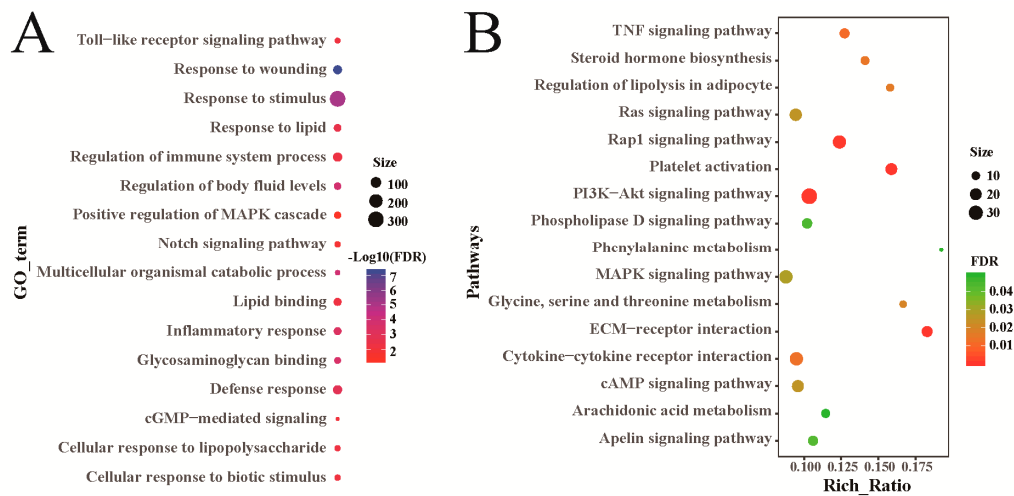 A
Toll-like receptor signaling pathway
Response to wounding
Response to stimulus
Response to lipid
Regulation of immune system process
Regulation of body fluid levels
Positive regulation of MAPK cascade
Notch signaling pathway
Multicellular organismal catabolic process
Lipid binding
Inflammatory response
Glycosaminoglycan binding
Defense response
cGMP-mediated signaling
Cellular response to lipopolysaccharide
Cellular response to biotic stimulus
GO_term
Size
100
200
300
-Log10(FDR)
7
6
5
4
3
2
B
TNF signaling pathway
Steroid hormone biosynthesis
Regulation of lipolysis in adipocyte
Ras signaling pathway
Rap1 signaling pathway
Platelet activation
PI3K-Akt signaling pathway
Phospholipase D signaling pathway
Phenylalanine metabolism
MAPK signaling pathway
Glycine, serine and threonine metabolism
ECM-receptor interaction
Cytokine-cytokine receptor interaction
cAMP signaling pathway
Arachidonic acid metabolism
Apelin signaling pathway
Pathways
0.100 0.125 0.150 0.175
Rich_Ratio
Size
10
20
30
FDR
0.04
0.03
0.02
0.01